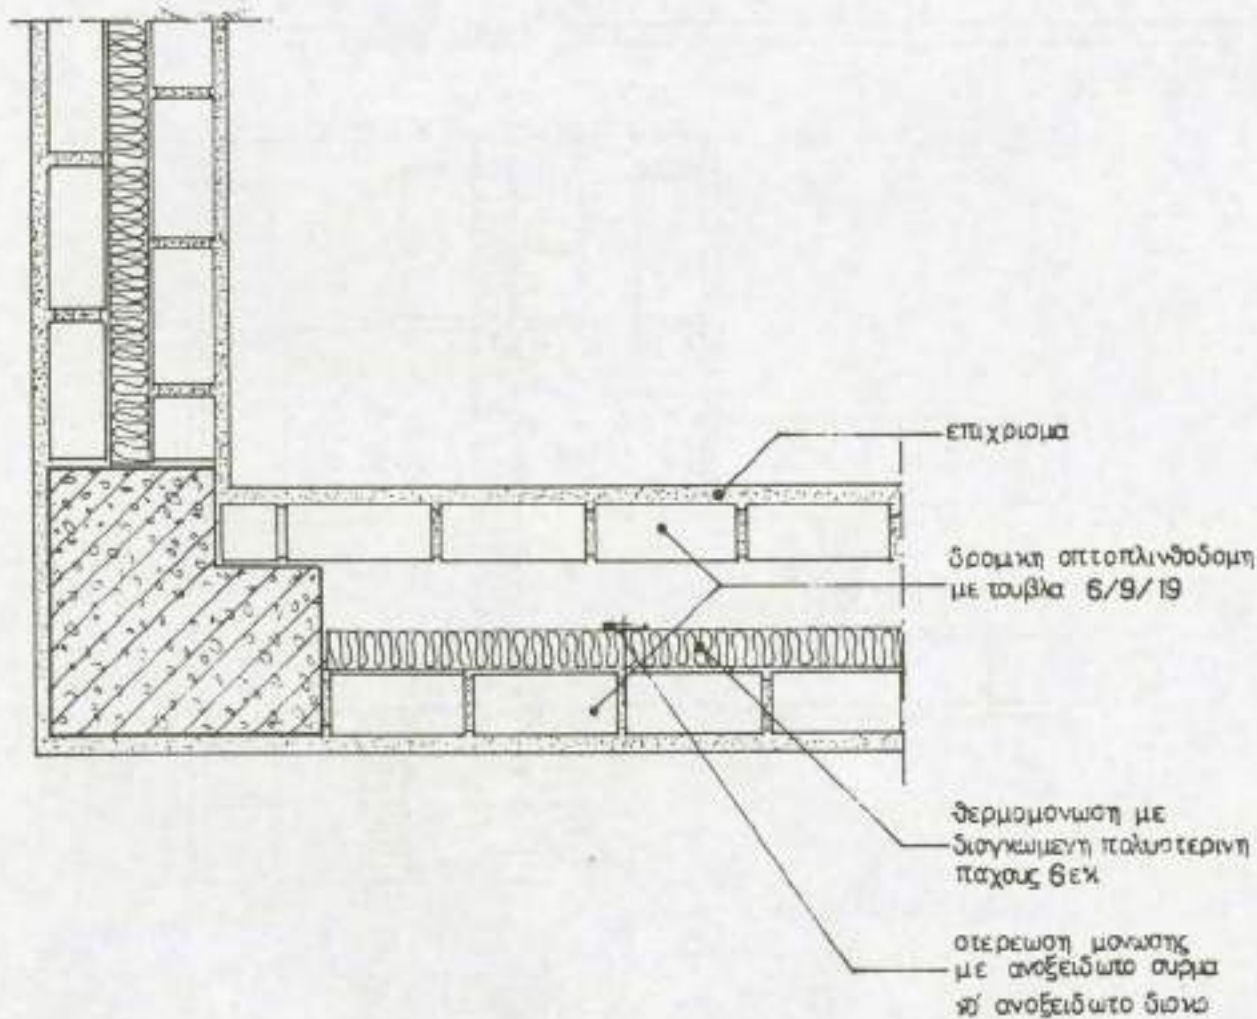 επιχρισμα
δρομικη οπτοπλινθοδομη
με τουβλα 6/9/19
θερμομονωση με
διογκωμενη πολυστερινη
παχους 6εκ
στερεωση μονωσης
με ανοξειδωτο συρμα
κ' ανοξειδωτο δισκο